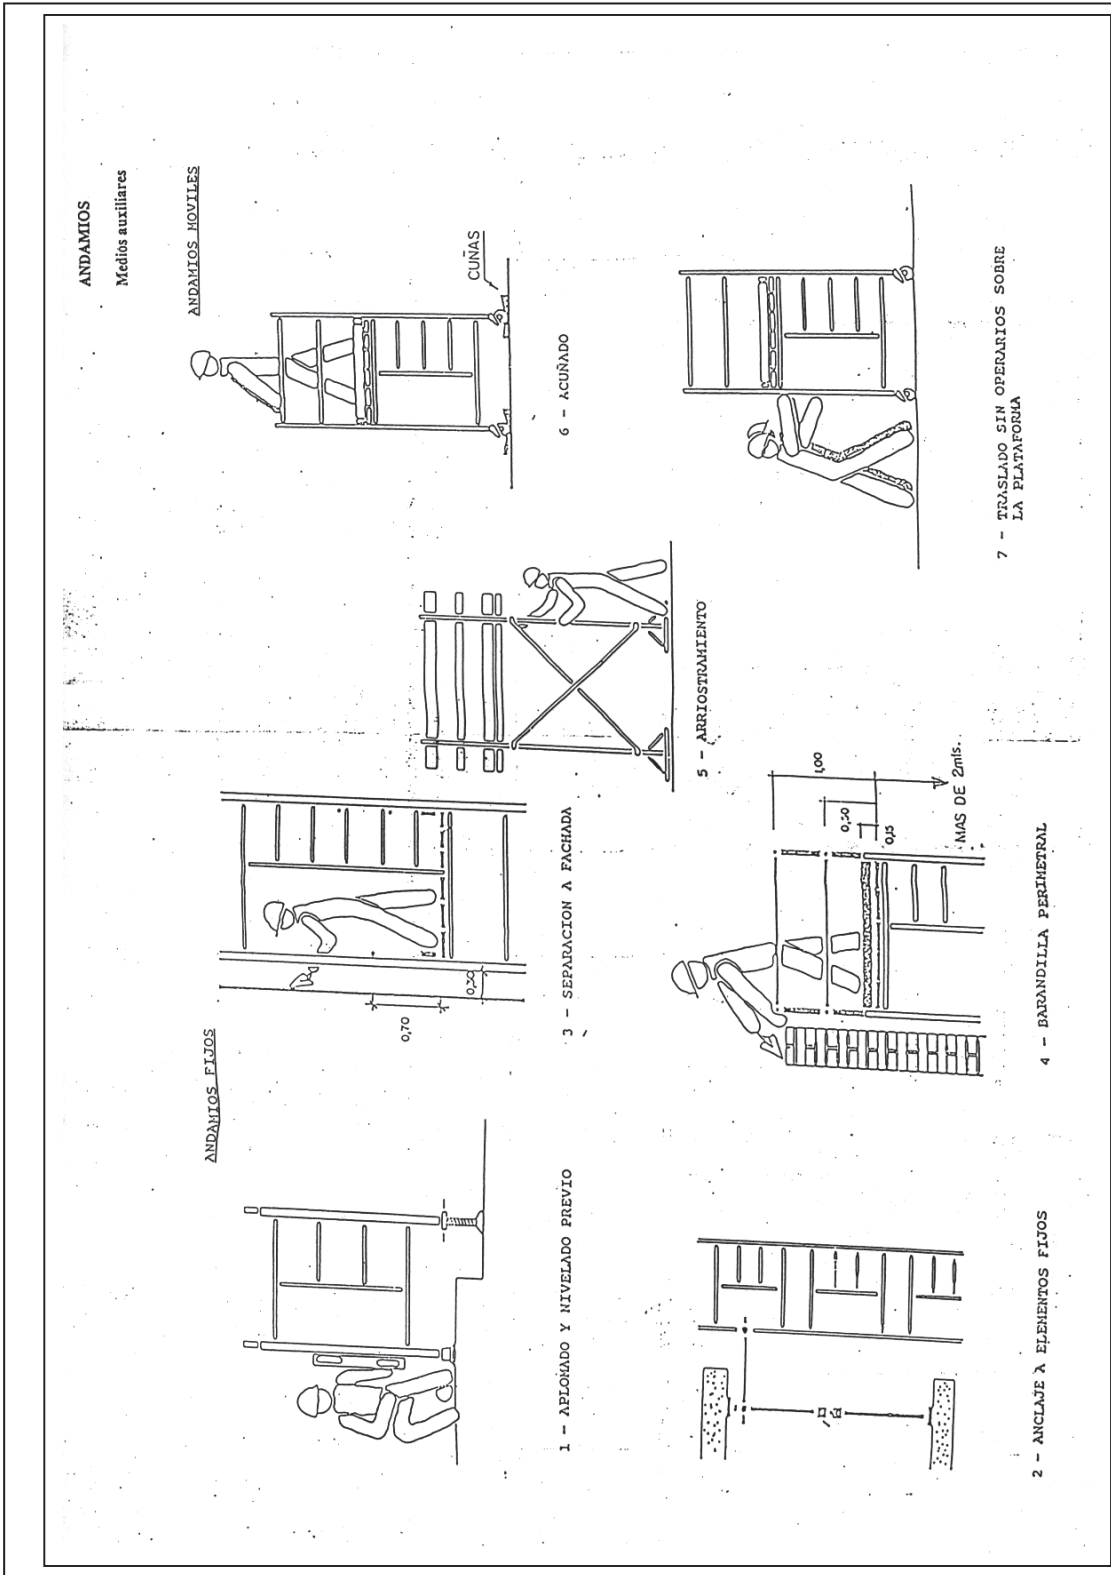 ANDAMIOS
Medios auxiliares
ANDAMIOS FIJOS
ANDAMIOS MOVILES
1 - APLOMADO Y NIVELADO PREVIO
0,70
0,30
3 - SEPARACION A FACHADA
5 - ARRIOSTRAMIENTO
CUÑAS
6 - ACUÑADO
2 - ANCLAJE A ELEMENTOS FIJOS
1,00
0,50
0,15
MAS DE 2mts.
4 - BARANDILLA PERIMETRAL
7 - TRASLADO SIN OPERARIOS SOBRE
LA PLATAFORMA